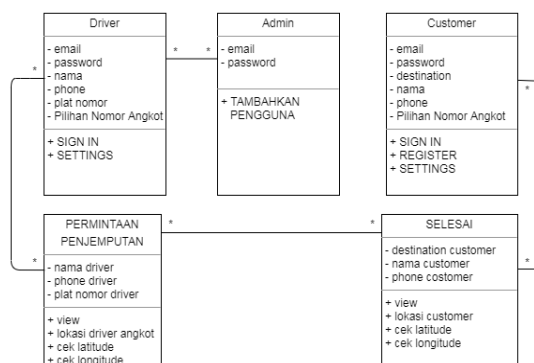 Driver
- email
- password
- nama
- phone
- plat nomor
- Pilihan Nomor Angkot
+ SIGN IN
+ SETTINGS
*
*
*
Admin
- email
- password
+ TAMBAHKAN
PENGGUNA
Customer
- email
- password
- destination
- nama
- phone
- Pilihan Nomor Angkot
+ SIGN IN
+ REGISTER
+ SETTINGS
*
PERMINTAAN
PENJEMPUTAN
- nama driver
- phone driver
- plat nomor driver
+ view
+ lokasi driver angkot
+ cek latitude
+ cek longitude
*
*
*
SELESAI
- destination customer
- nama customer
- phone costomer
+ view
+ lokasi customer
+ cek latitude
+ cek longitude
*